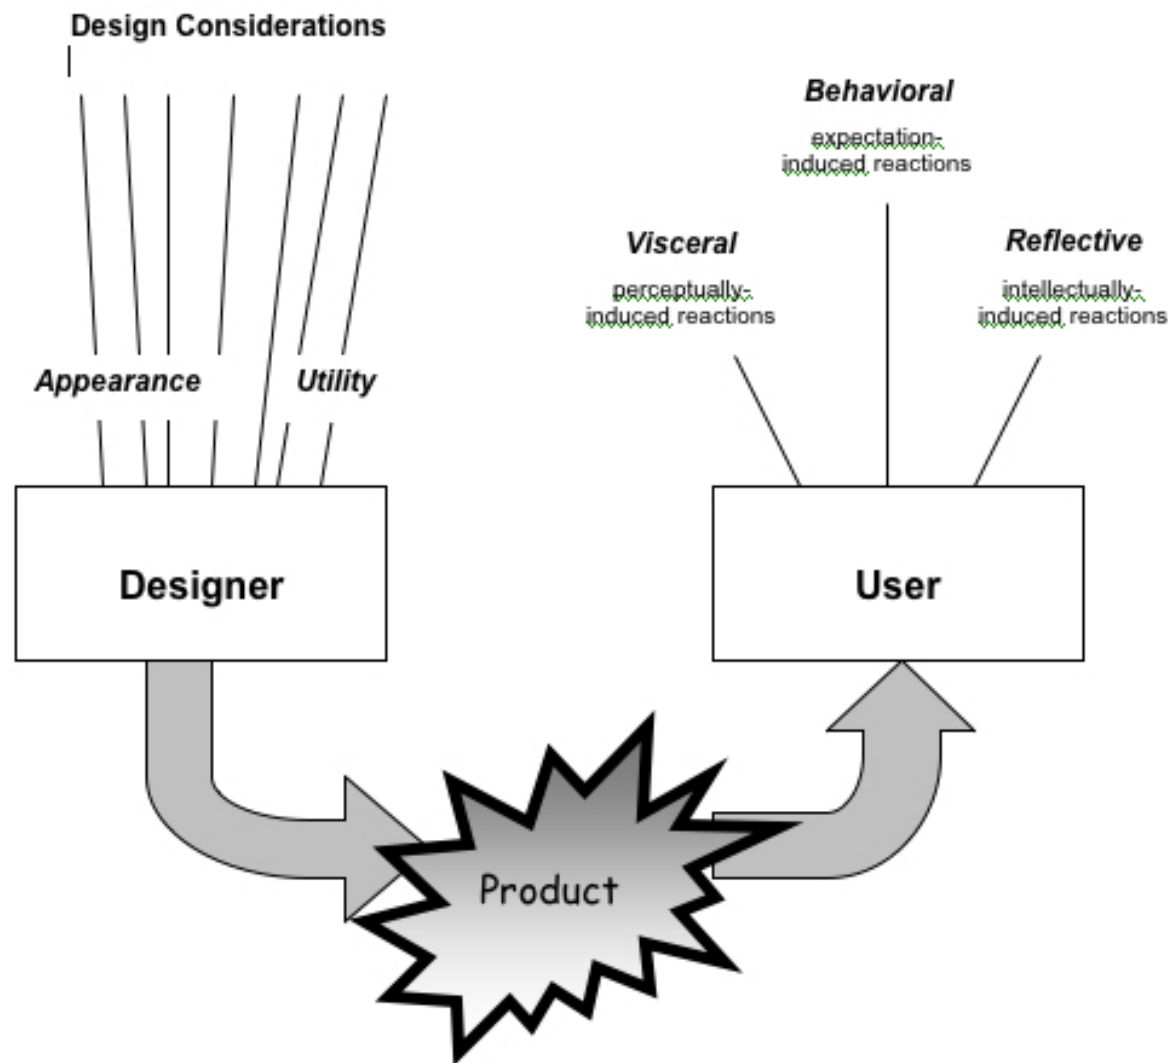 Design Considerations
Behavioral
expectation-
induced reactions
Visceral
perceptually-
induced reactions
Reflective
intellectually-
induced reactions
Appearance
Utility
Designer
User
Product